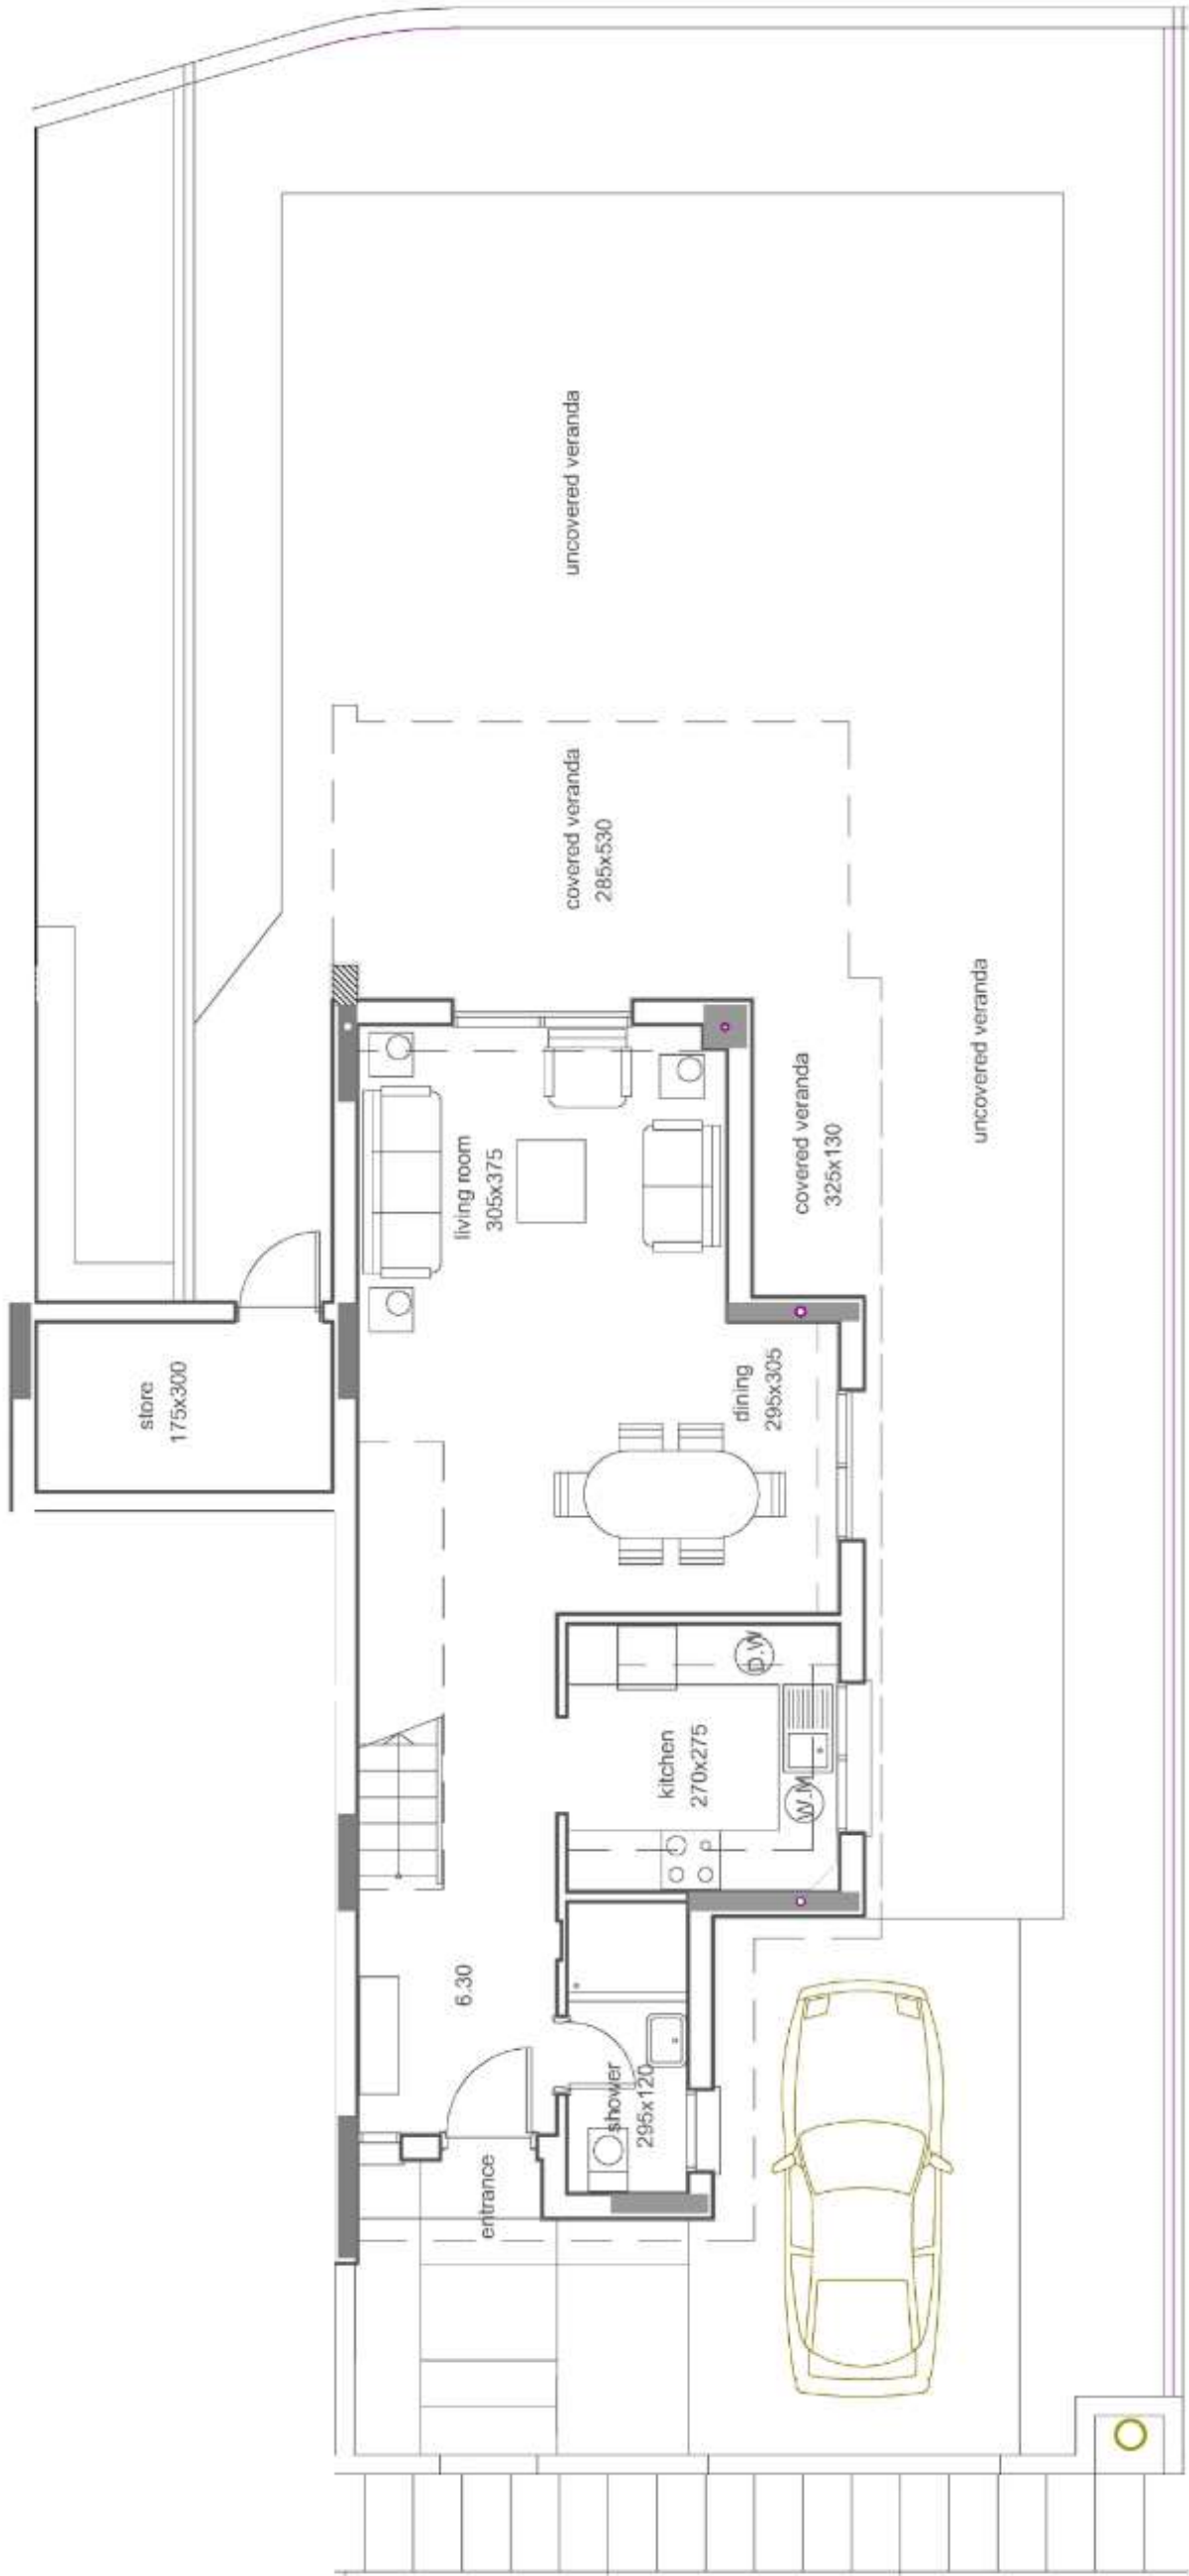 uncovered veranda
covered veranda
285x530
uncovered veranda
covered veranda
325x130
living room
305x375
store
175x300
dining
295x305
D.W
kitchen
270x275
W.M
6.30
shower
295x120
entrance